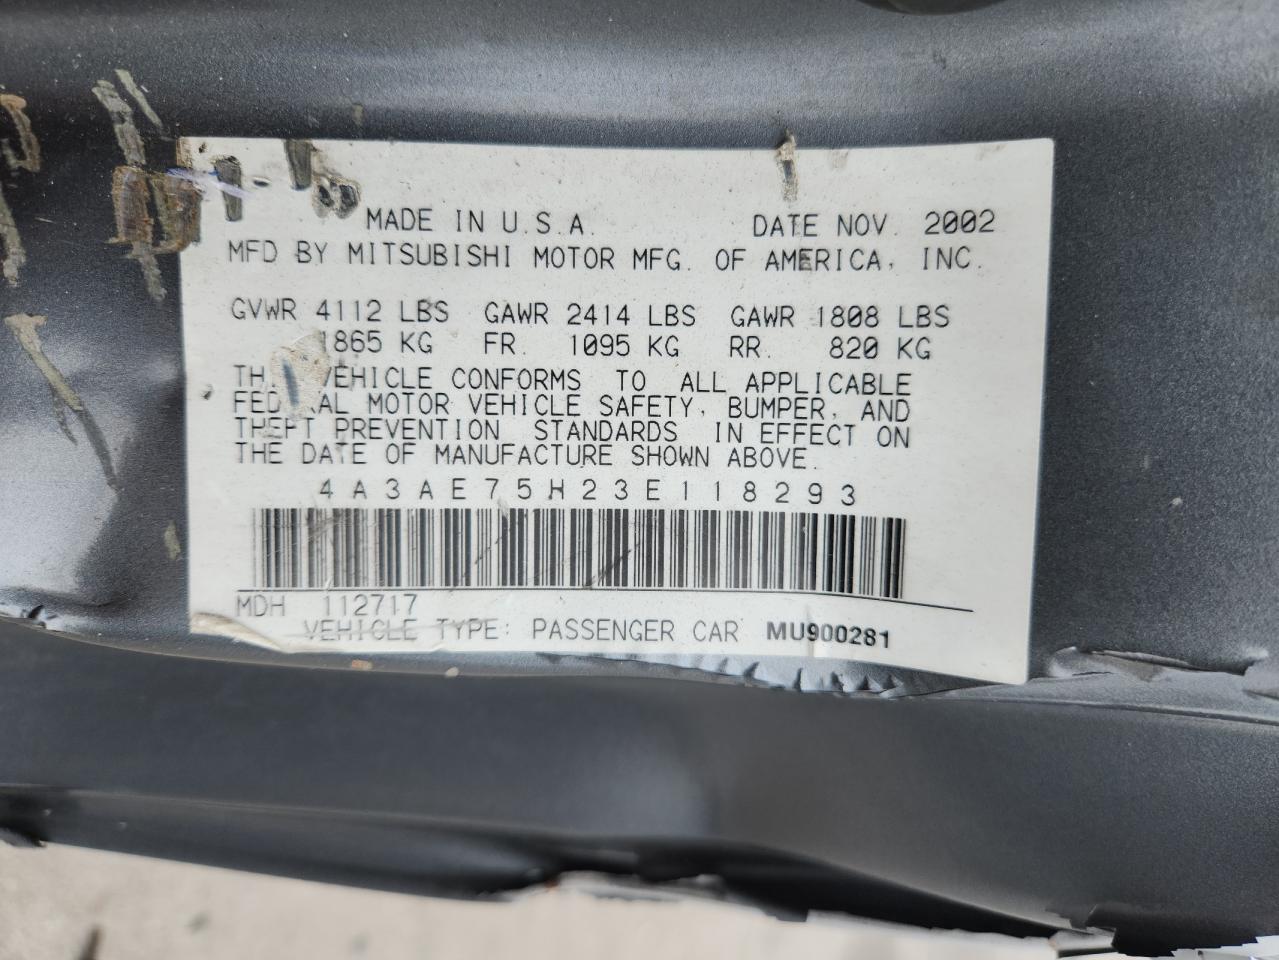 MADE IN U.S.A. DATE NOV. 2002
MFD BY MITSUBISHI MOTOR MFG. OF AMERICA, INC.
GVWR 4112 LBS GAWR 2414 LBS GAWR 1808 LBS
1865 KG FR. 1095 KG RR. 820 KG
VEHICLE CONFORMS TO ALL APPLICABLE
MOTOR VEHICLE SAFETY, BUMPER, AND
THEFT PREVENTION STANDARDS IN EFFECT ON
THE DATE OF MANUFACTURE SHOWN ABOVE.
4A3AE75H23E118293
MDH 112717
VEHICLE TYPE: PASSENGER CAR MU900281